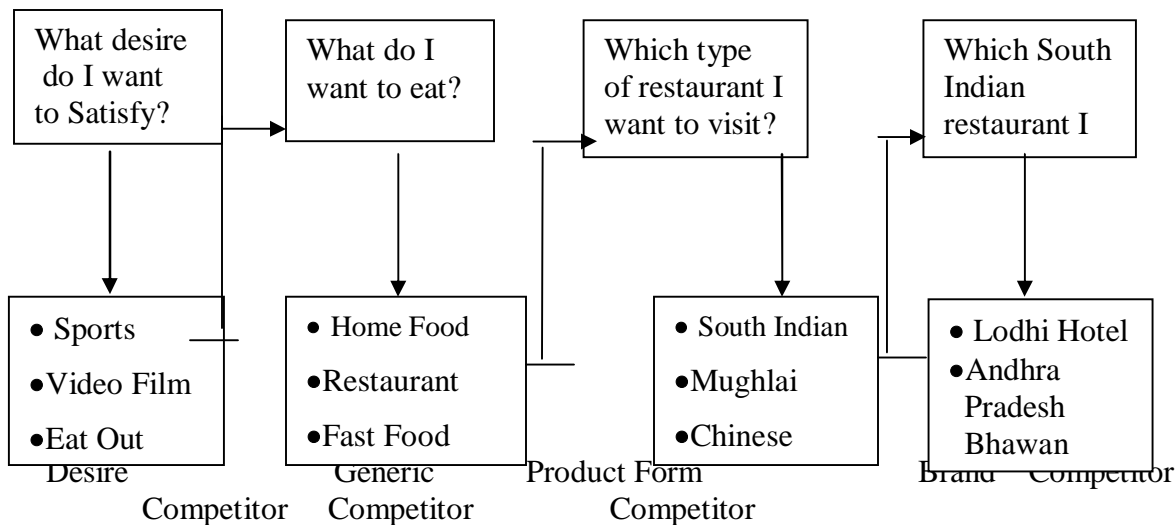 What desire
do I want
to Satisfy?
What do I
want to eat?
Which type
of restaurant I
want to visit?
Which South
Indian
restaurant I
• Sports
•Video Film
•Eat Out
• Home Food
•Restaurant
•Fast Food
• South Indian
•Mughlai
•Chinese
• Lodhi Hotel
•Andhra
Pradesh
Bhawan
Desire Generic Product Form Brand Competitor
Competitor Competitor Competitor